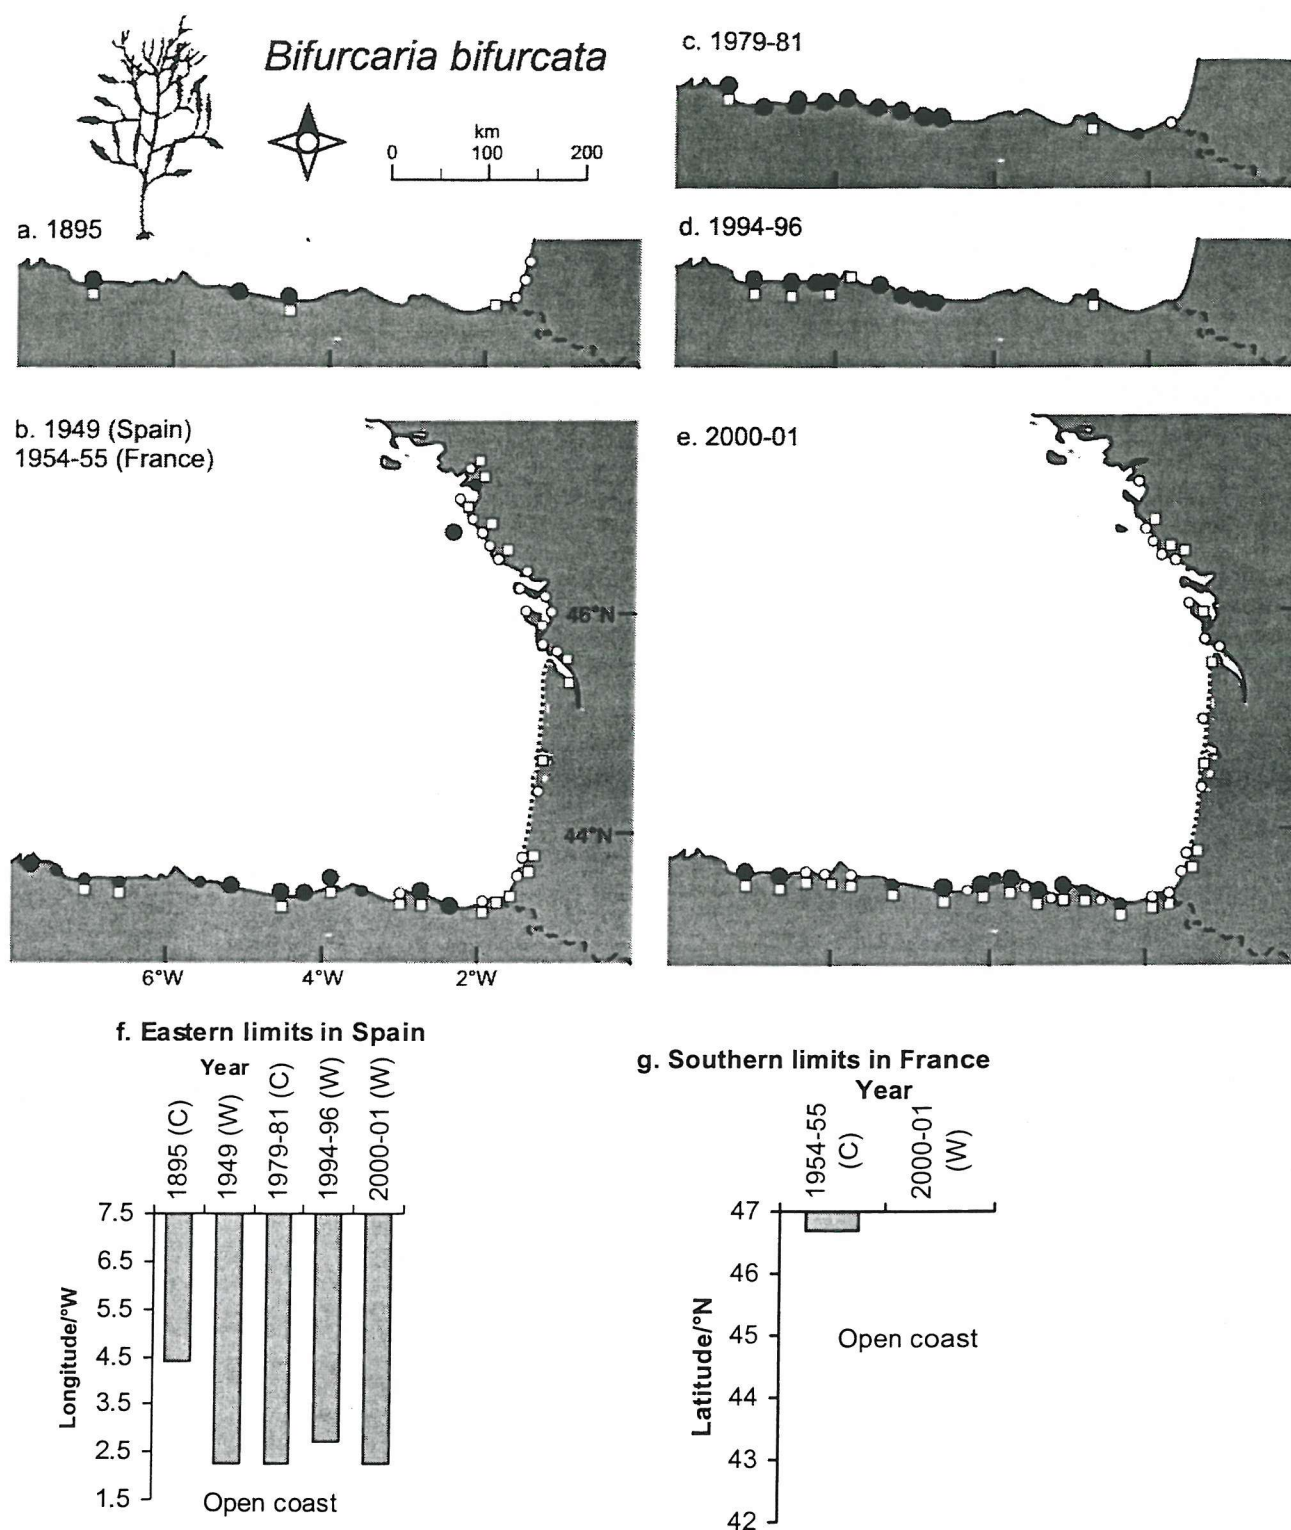 Bifurcaria bifurcata
km
0 100 200
a. 1895
c. 1979-81
d. 1994-96
b. 1949 (Spain)
1954-55 (France)
46°N
44°N
6°W 4°W 2°W
e. 2000-01
f. Eastern limits in Spain
Year
1895 (C)
1949 (W)
1979-81 (C)
1994-96 (W)
2000-01 (W)
Longitude/°W
7.5
6.5
5.5
4.5
3.5
2.5
1.5
Open coast
g. Southern limits in France
Year
1954-55
(C)
2000-01
(W)
Latitude/°N
47
46
45
44
43
42
Open coast